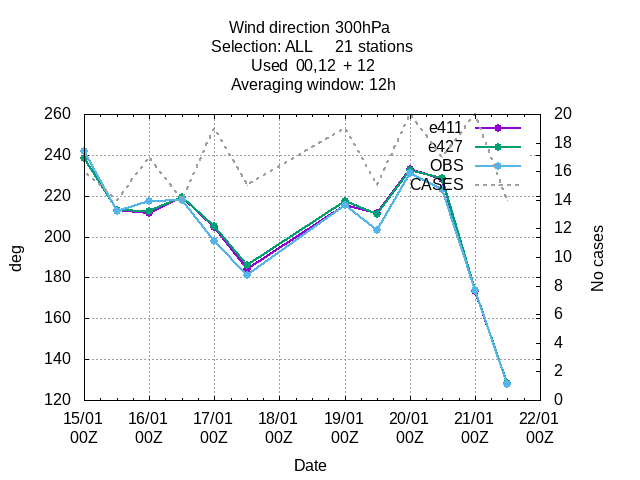 Wind direction 300hPa
Selection: ALL     21 stations
Used  00,12  + 12
Averaging window: 12h
260
240
220
200
180
160
140
120
deg
20
18
16
14
12
10
8
6
4
2
0
No cases
e411
e427
OBS
CASES
15/01 16/01 17/01 18/01 19/01 20/01 21/01 22/01
00Z 00Z 00Z 00Z 00Z 00Z 00Z 00Z
Date